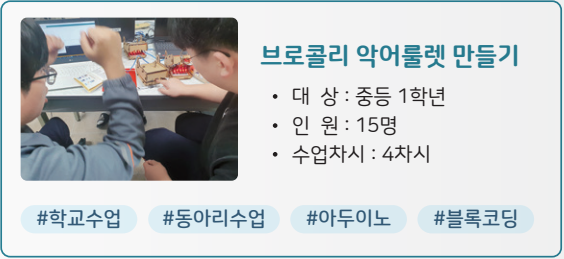 브로콜리 악어룰렛 만들기
• 대 상 : 중등 1학년
• 인 원 : 15명
• 수업차시 : 4차시
#학교수업 #동아리수업 #아두이노 #블록코딩